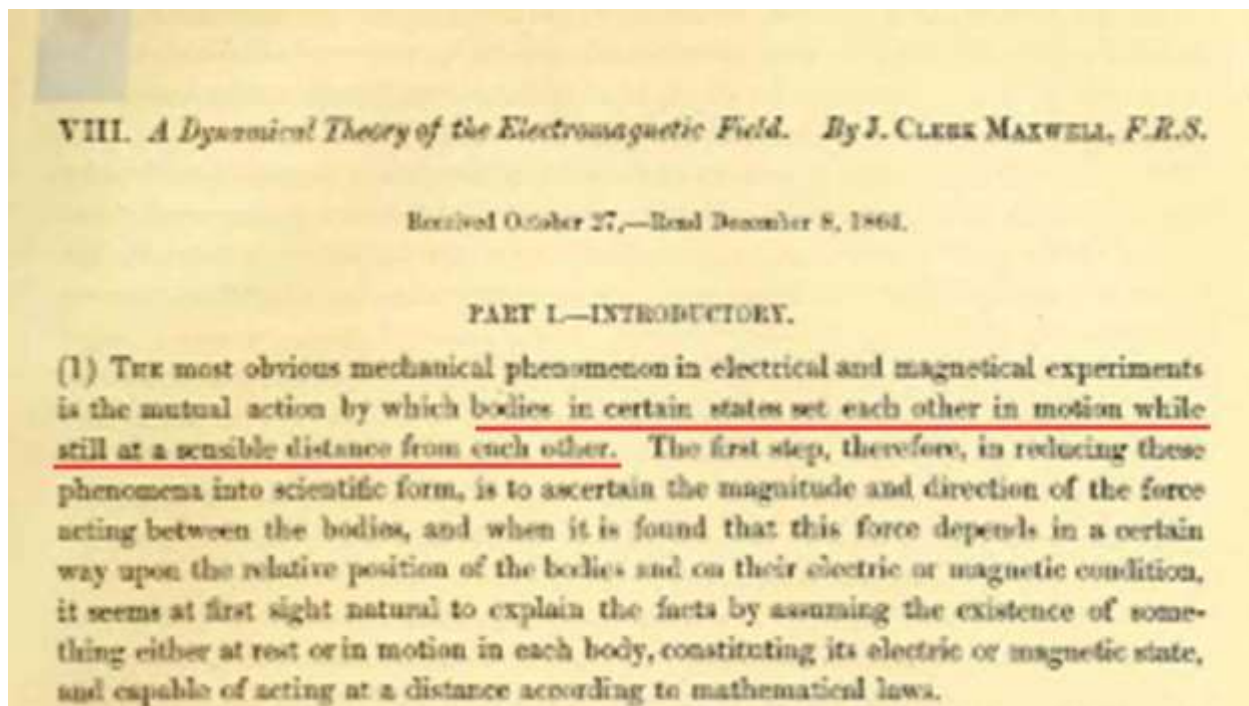 VIII. A Dynamical Theory of the Electromagnetic Field. By J. CLERK MAXWELL, F.R.S.
Received October 27,—Read December 8, 1864.
PART I.—INTRODUCTORY.
(1) THE most obvious mechanical phenomenon in electrical and magnetical experiments
is the mutual action by which bodies in certain states set each other in motion while
still at a sensible distance from each other. The first step, therefore, in reducing these
phenomena into scientific form, is to ascertain the magnitude and direction of the force
acting between the bodies, and when it is found that this force depends in a certain
way upon the relative position of the bodies and on their electric or magnetic condition,
it seems at first sight natural to explain the facts by assuming the existence of some-
thing either at rest or in motion in each body, constituting its electric or magnetic state,
and capable of acting at a distance according to mathematical laws.